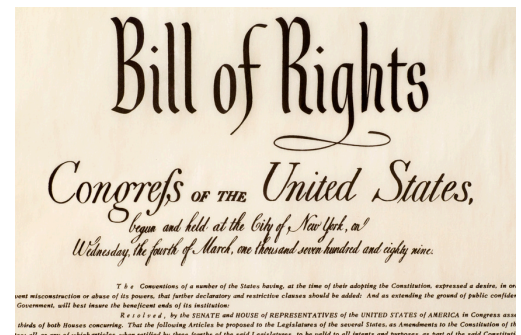 Bill of Rights
Congreſs OF THE United States,
begun and held at the City of New York, on
Wednesday, the fourth of March, one thousand seven hundred and eighty nine.
The Conventions of a number of the States having, at the time of their adopting the Constitution, expressed a desire, in or
vent misconstruction or abuse of its powers, that further declaratory and restrictive clauses should be added: And as extending the ground of public confiden
Government, will best insure the beneficent ends of its institution:
Resolved, by the SENATE and HOUSE of REPRESENTATIVES of the UNITED STATES of AMERICA in Congress asse
thirds of both Houses concurring. That the following Articles be proposed to the Legislatures of the several States, as Amendments to the Constitution of